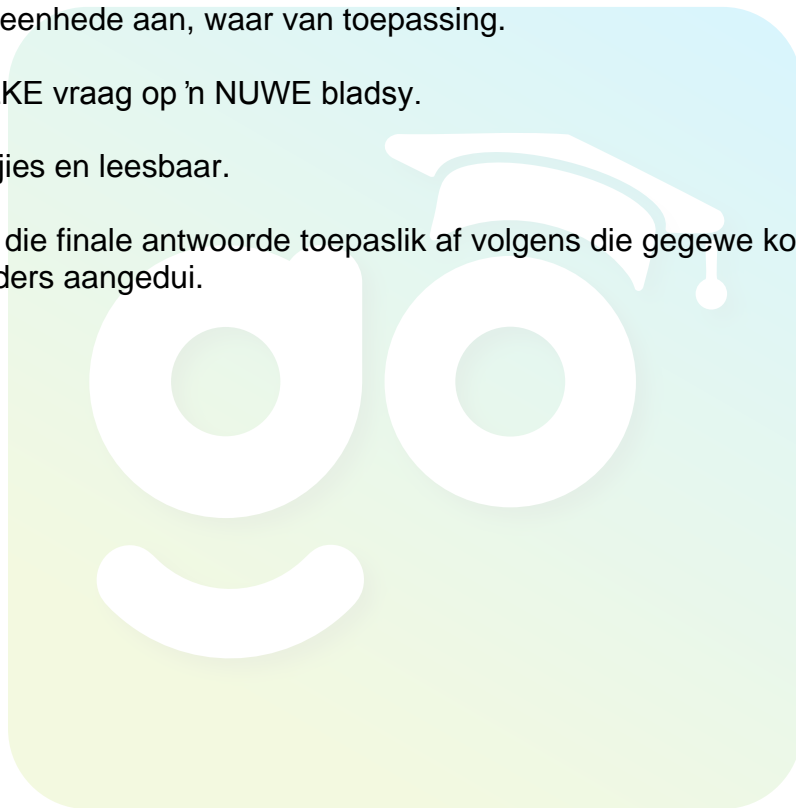 eenhede aan, waar van toepassing.
KE vraag op 'n NUWE bladsy.
jies en leesbaar.
die finale antwoorde toepaslik af volgens die gegewe ko
ders aangedui.
go